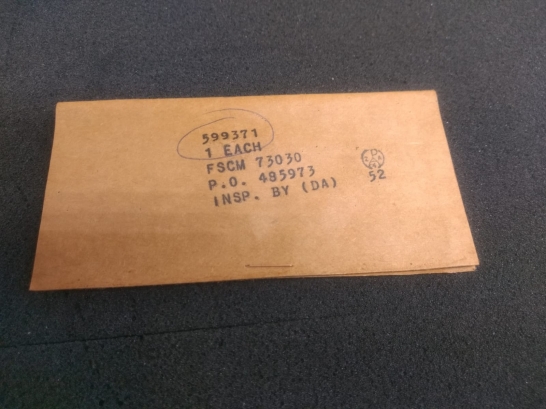 599371
1 EACH
FSCM 73030
P.O. 485973
INSP. BY (DA)
52